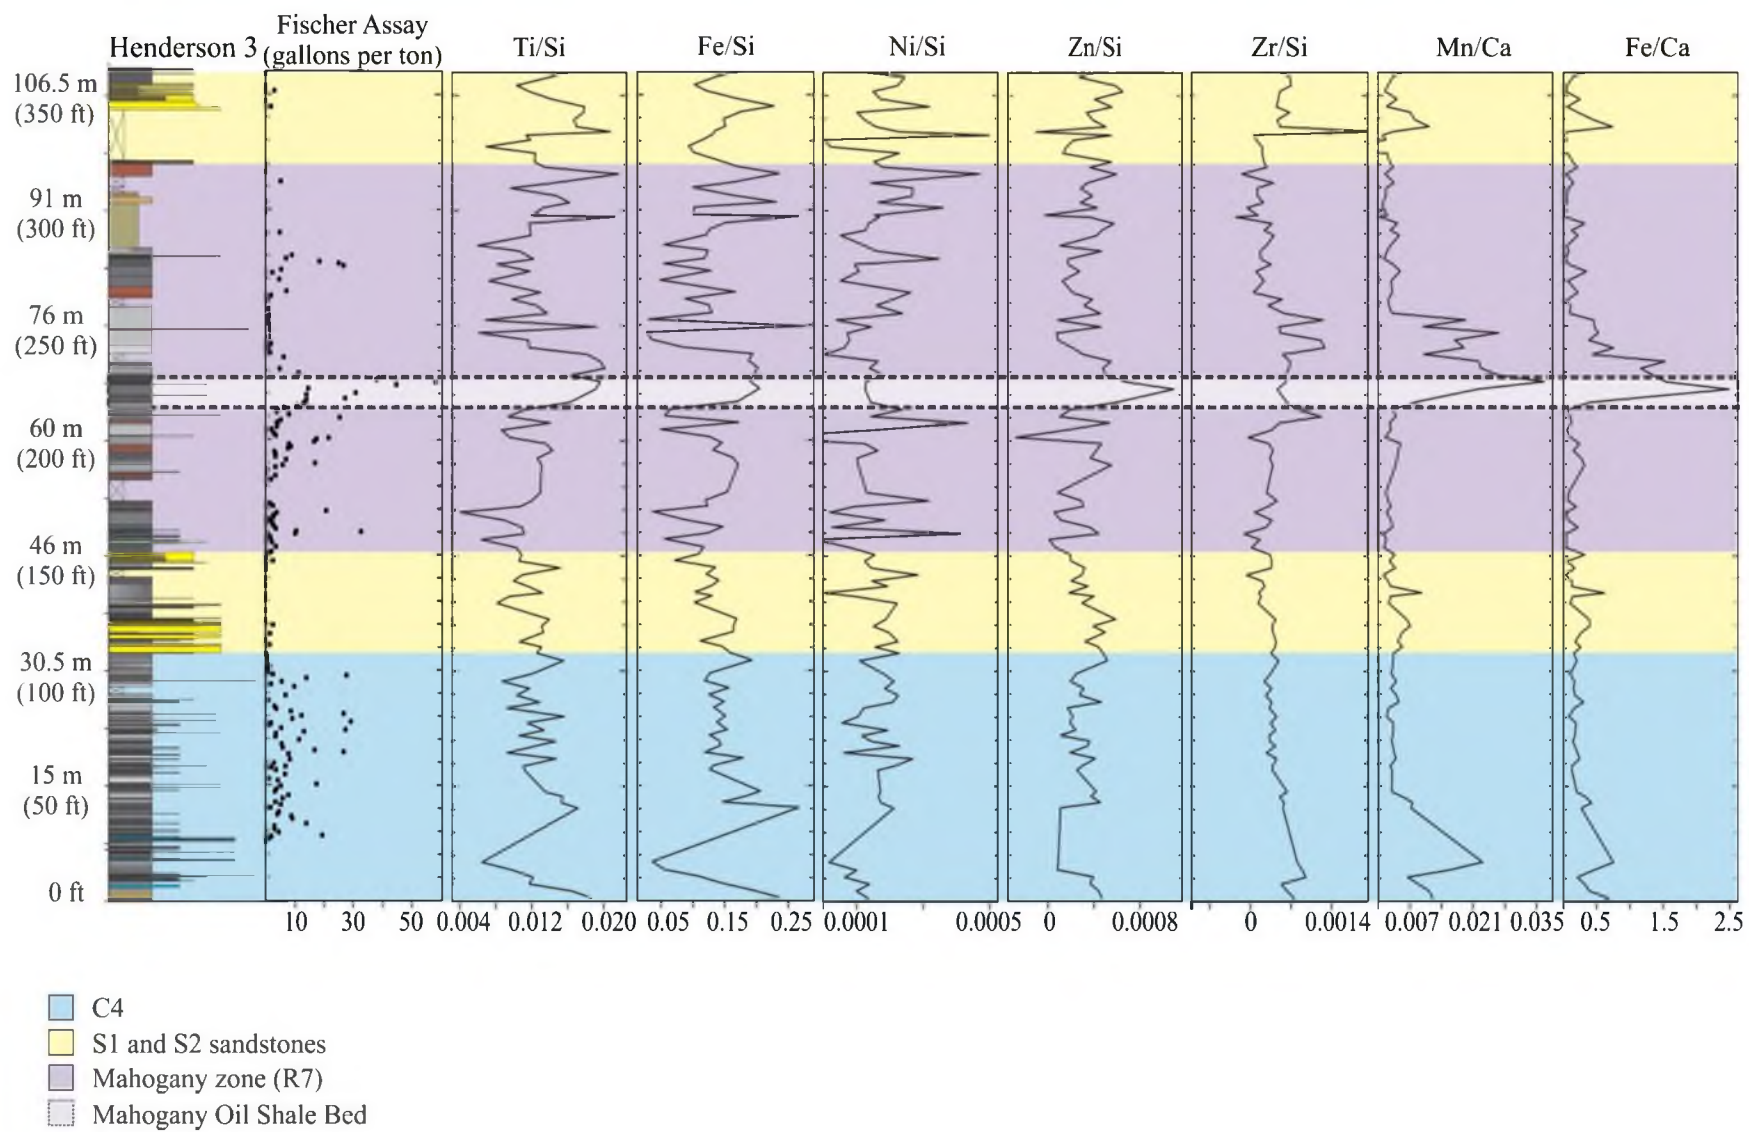 Henderson 3
Fischer Assay
(gallons per ton)
Ti/Si
Fe/Si
Ni/Si
Zn/Si
Zr/Si
Mn/Ca
Fe/Ca
106.5 m
(350 ft)
91 m
(300 ft)
76 m
(250 ft)
60 m
(200 ft)
46 m
(150 ft)
30.5 m
(100 ft)
15 m
(50 ft)
0 ft
10 30 50
0.004 0.012 0.020
0.05 0.15 0.25
0.0001 0.0005
0 0.0008
0 0.0014
0.007 0.021 0.035
0.5 1.5 2.5
C4
S1 and S2 sandstones
Mahogany zone (R7)
Mahogany Oil Shale Bed